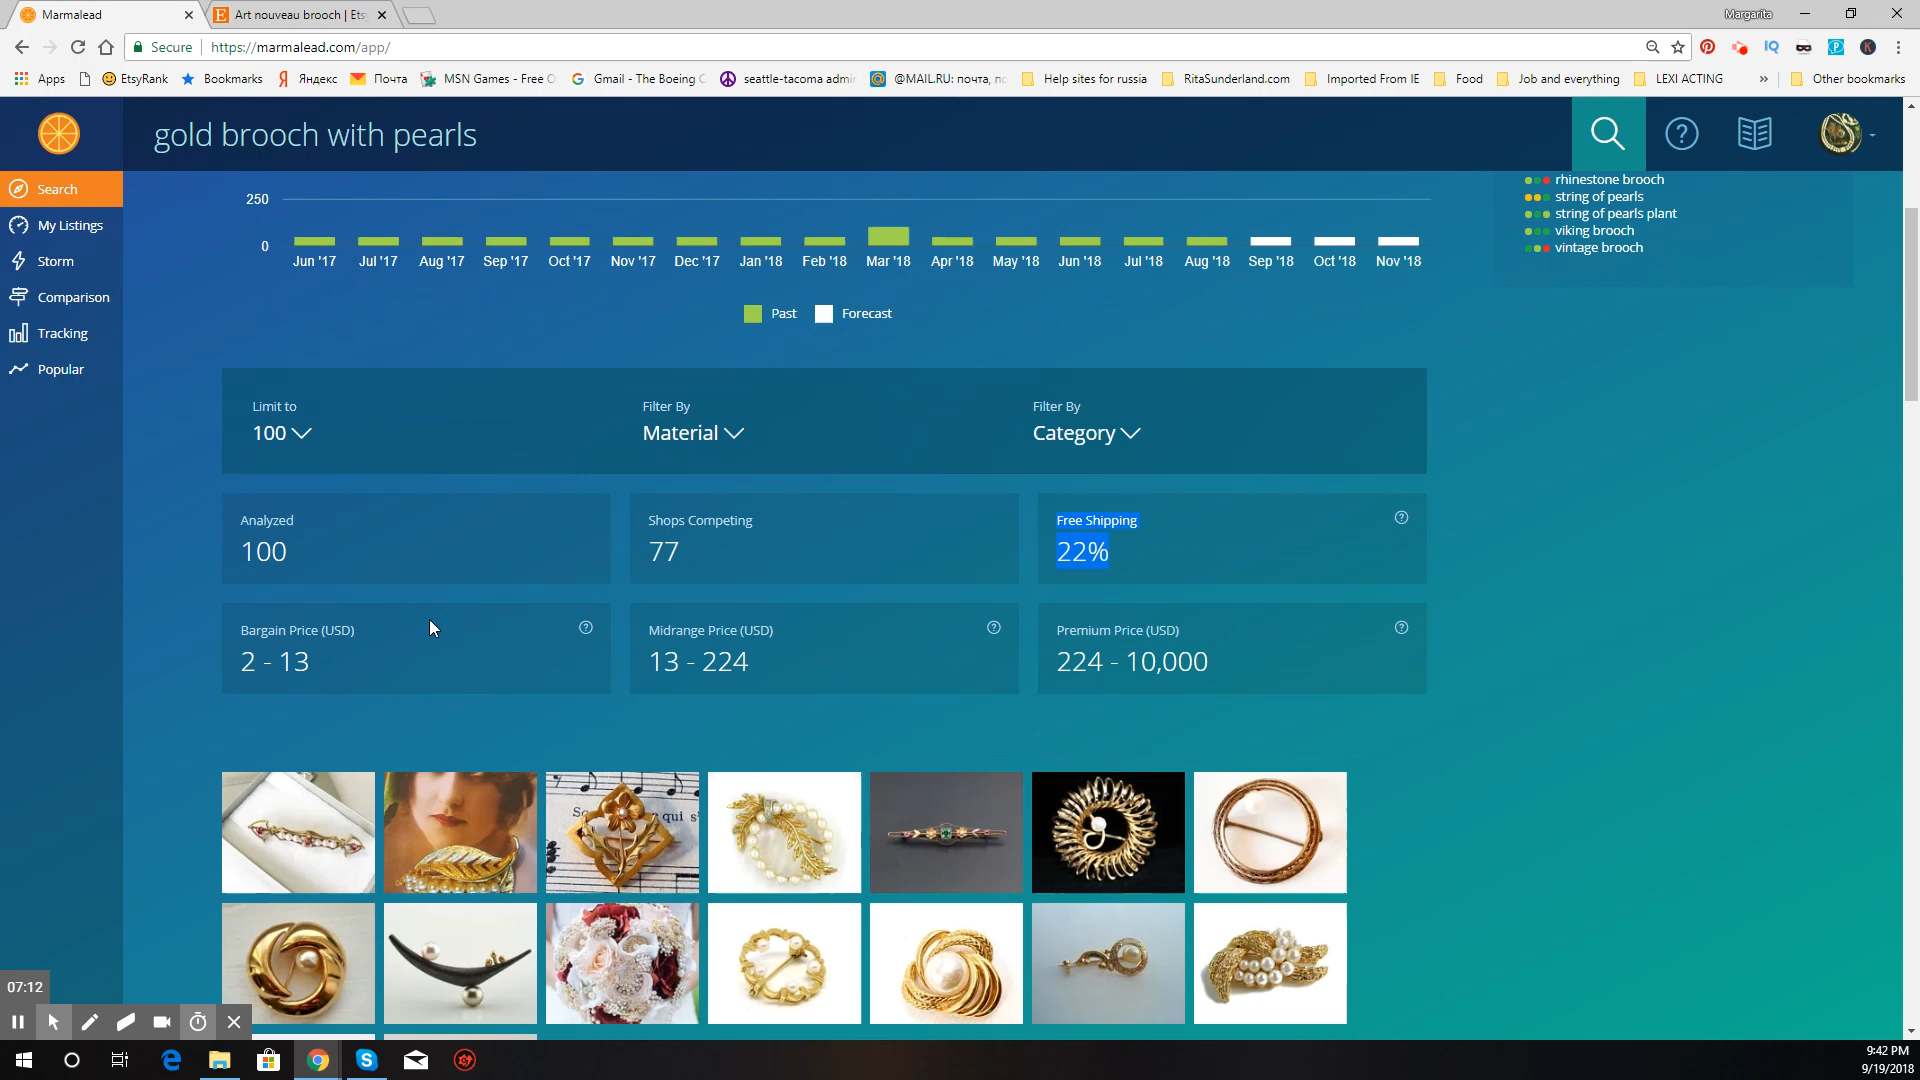 Marmalead
Art nouveau brooch | Ets
Margarita
Secure
https://marmalead.com/app/
Apps
EtsyRank
Bookmarks
Яндекс
Почта
MSN Games - Free O
Gmail - The Boeing C
seattle-tacoma admi
@MAIL.RU: почта, по
Help sites for russia
RitaSunderland.com
Imported From IE
Food
Job and everything
LEXI ACTING
»
Other bookmarks
gold brooch with pearls
Search
My Listings
Storm
Comparison
Tracking
Popular
rhinestone brooch
string of pearls
string of pearls plant
viking brooch
vintage brooch
250
0
Jun '17 Jul '17 Aug '17 Sep '17 Oct '17 Nov '17 Dec '17 Jan '18 Feb '18 Mar '18 Apr '18 May '18 Jun '18 Jul '18 Aug '18 Sep '18 Oct '18 Nov '18
Past Forecast
Limit to
100
Filter By
Material
Filter By
Category
Analyzed
100
Shops Competing
77
Free Shipping
22%
Bargain Price (USD)
2 - 13
Midrange Price (USD)
13 - 224
Premium Price (USD)
224 - 10,000
qui s'
07:12
9:42 PM
9/19/2018